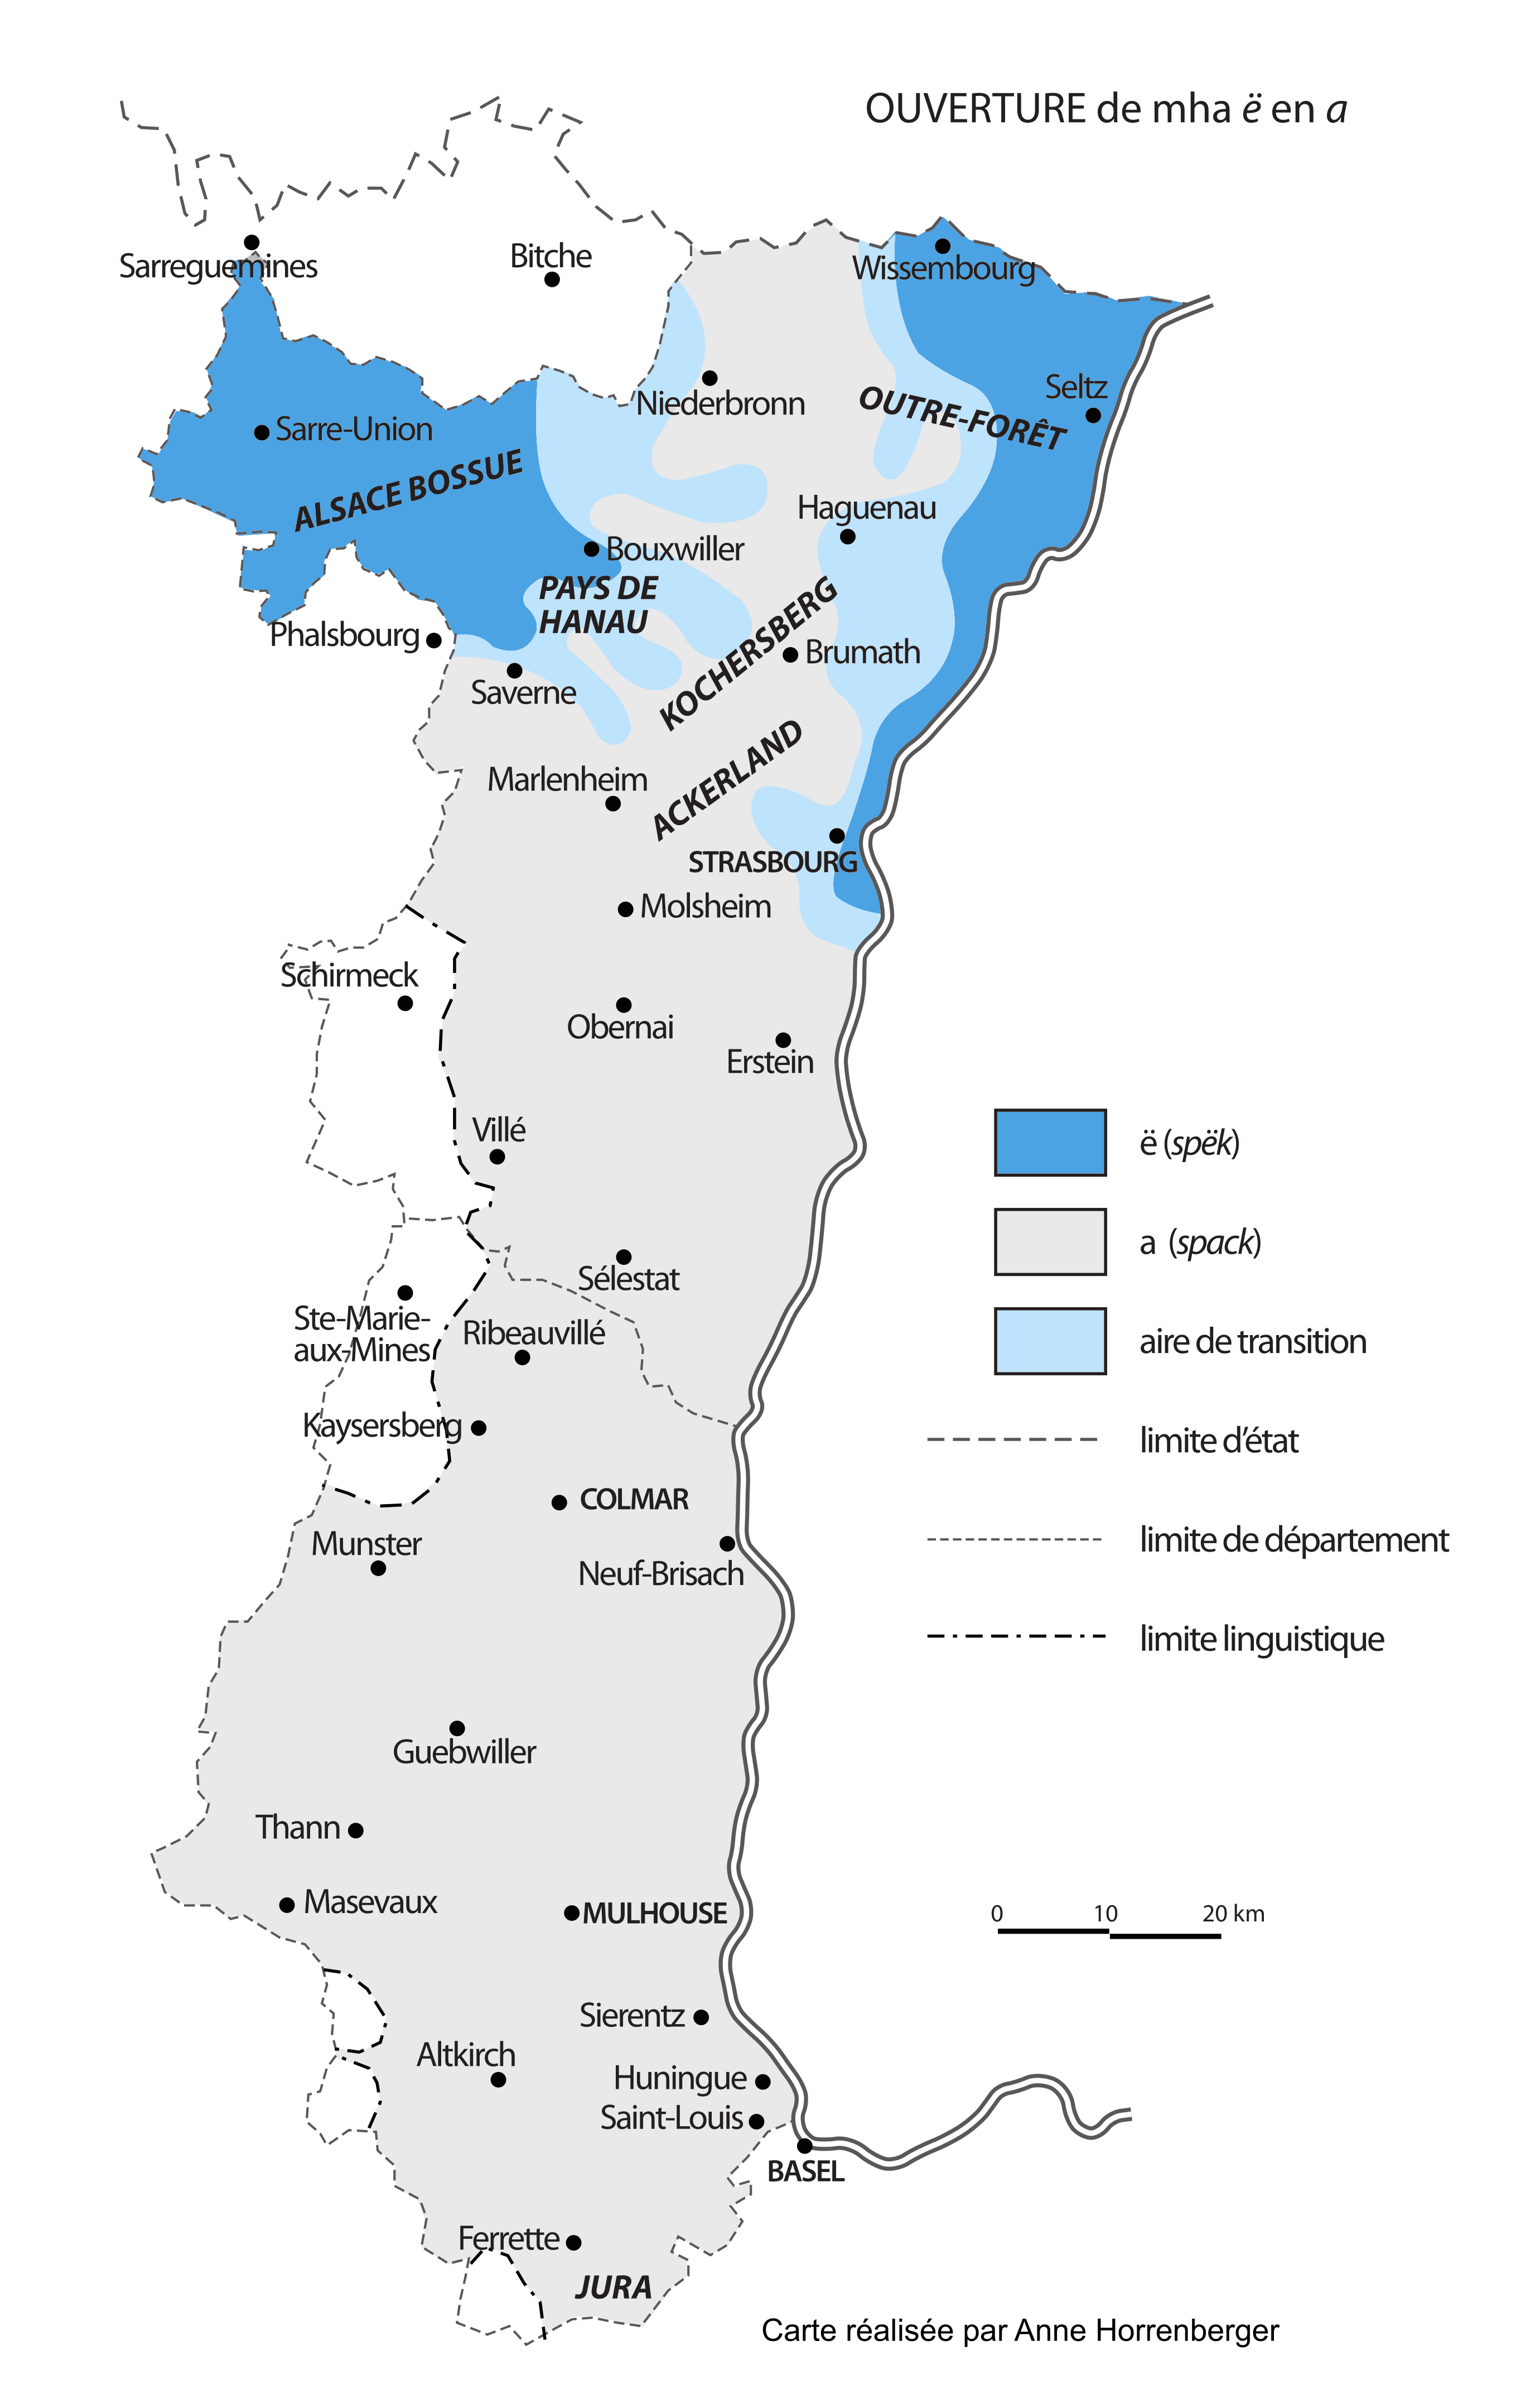 OUVERTURE de mha ë en a
Sarreguemines
Bitche
Wissembourg
Seltz
Niederbronn
OUTRE-FORÊT
Sarre-Union
ALSACE BOSSUE
Haguenau
Bouxwiller
PAYS DE
HANAU
Phalsbourg
KOCHERSBERG
Brumath
Saverne
ACKERLAND
Marlenheim
STRASBOURG
Molsheim
Schirmeck
Obernai
Erstein
Villé
ë (spëk)
a (spack)
Sélestat
Ste-Marie-
aux-Mines
Ribeauvillé
aire de transition
Kaysersberg
limite d’état
COLMAR
Munster
Neuf-Brisach
limite de département
limite linguistique
Guebwiller
Thann
Masevaux
MULHOUSE
0 10 20 km
Sierentz
Altkirch
Huningue
Saint-Louis
BASEL
Ferrette
JURA
Carte réalisée par Anne Horrenberger